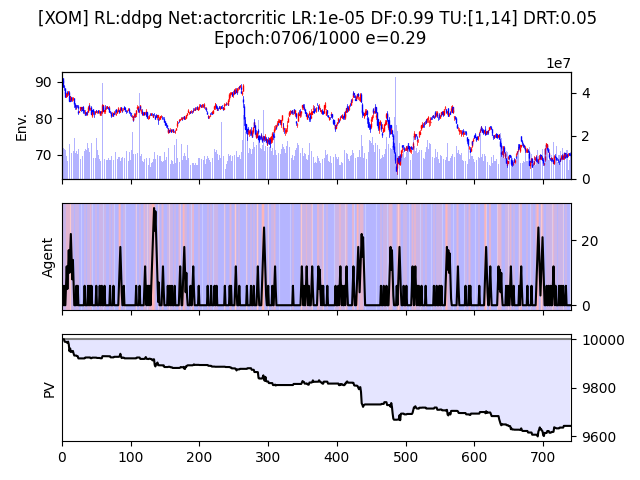 [XOM] RL:ddpg Net:actorcritic LR:1e-05 DF:0.99 TU:[1,14] DRT:0.05
Epoch:0706/1000 e=0.29
1e7
90
80
70
Env.
4
2
0
Agent
20
0
PV
10000
9800
9600
0 100 200 300 400 500 600 700